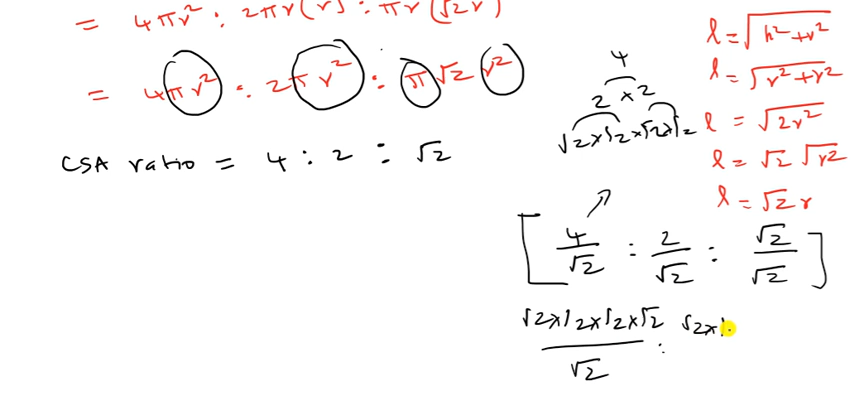 = 4πr² : 2πr(r) : πr(√2r)
= 4πr² : 2πr² : π√2 r²
CSA ratio = 4 : 2 : √2
4
2 × 2
√2×√2×√2×√2
l = √h²+r²
l = √r²+r²
l = √2r²
l = √2 √r²
l = √2 r
[ 4/√2 : 2/√2 : √2/√2 ]
√2×√2×√2×√2/√2 : √2×